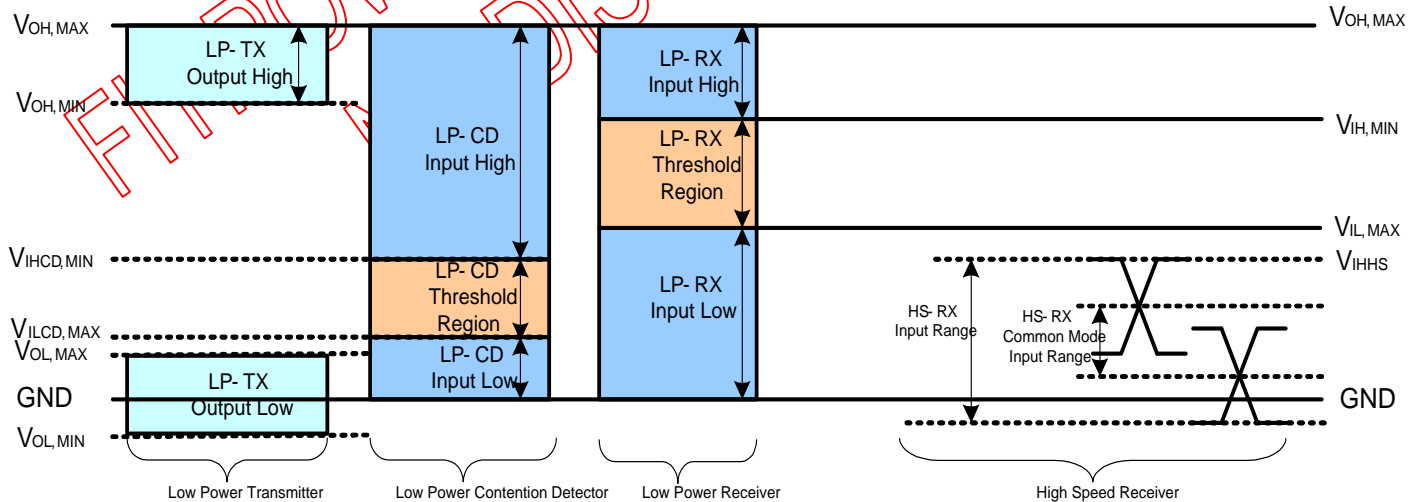 VOH,MAX
VOH,MIN
VIHCD,MIN
VILCD,MAX
VOL,MAX
GND
VOL,MIN
LP- TX
Output High
LP- TX
Output Low
LP- CD
Input High
LP- CD
Threshold
Region
LP- CD
Input Low
LP- RX
Input High
LP- RX
Threshold
Region
LP- RX
Input Low
HS- RX
Input Range
HS- RX
Common Mode
Input Range
VOH,MAX
VIH,MIN
VIL,MAX
VIHHS
GND
Low Power Transmitter
Low Power Contention Detector
Low Power Receiver
High Speed Receiver